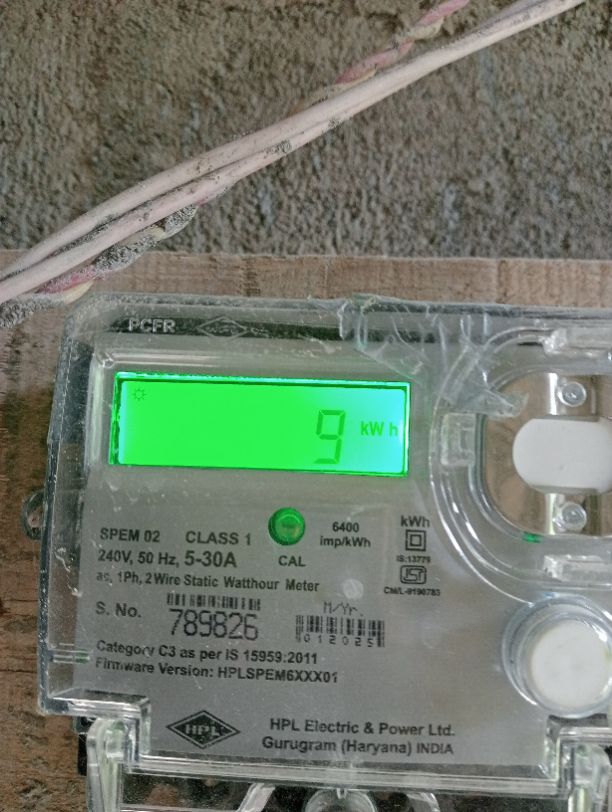 PCFR HPL
9 kWh
SPEM 02 CLASS 1
6400
imp/kWh
kWh
240V, 50 Hz, 5-30A
CAL
IS:13779
ac, 1Ph, 2 Wire Static Watthour Meter
CM/L-9190783
S. No.
789826
M/Yr.
012025
Category C3 as per IS 15959:2011
Firmware Version: HPLSPEM6XXX01
HPL
HPL Electric & Power Ltd.
Gurugram (Haryana) INDIA